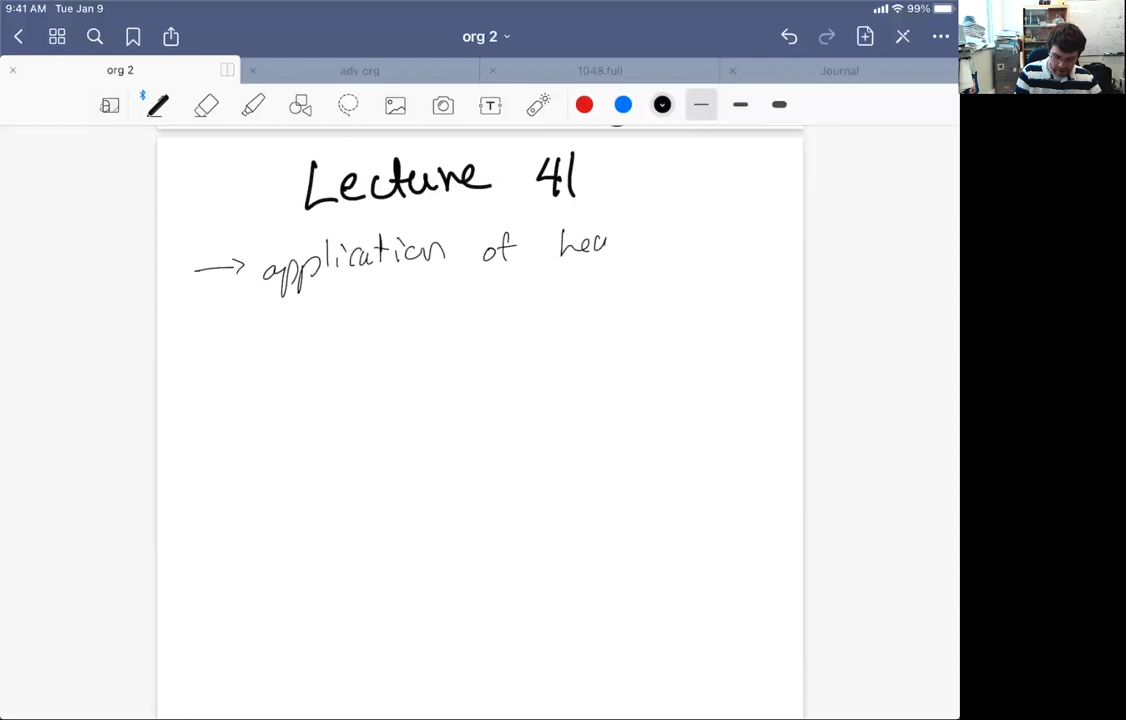 9:41 AM Tue Jan 9 99%
org 2
org 2 adv org 1048.full Journal
T
Lecture 41
→ application of hea